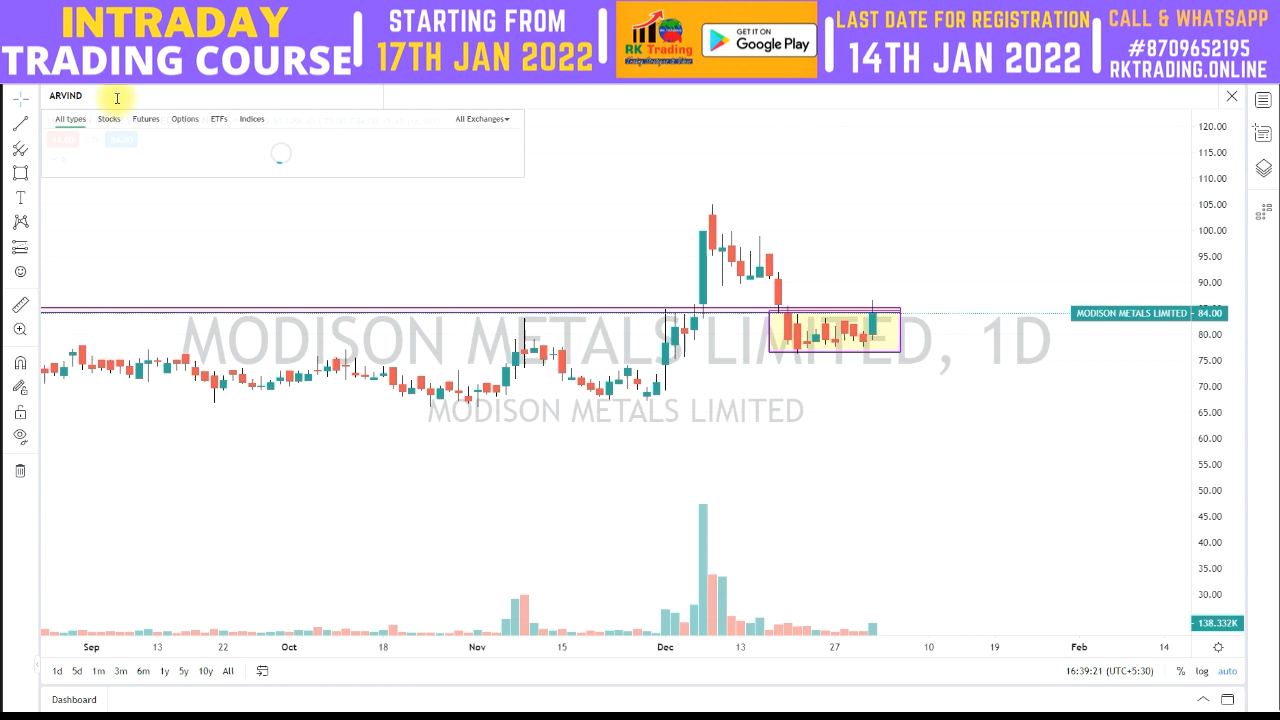 INTRADAY
TRADING COURSE
STARTING FROM
17TH JAN 2022
RK Trading
GET IT ON
Google Play
LAST DATE FOR REGISTRATION
14TH JAN 2022
CALL & WHATSAPP
#8709652195
RKTRADING.ONLINE
ARVIND
All types Stocks Futures Options ETFs Indices All Exchanges
120.00
115.00
110.00
105.00
100.00
95.00
90.00
MODISON METALS LIMITED 84.00
80.00
75.00
70.00
65.00
60.00
55.00
50.00
45.00
40.00
35.00
30.00
138.332K
MODISON METALS LIMITED, 1D
MODISON METALS LIMITED
Sep 13 22 Oct 18 Nov 15 Dec 13 27 10 19 Feb 14
1d 5d 1m 3m 6m 1y 5y 10y All 16:39:21 (UTC+5:30) % log auto
Dashboard